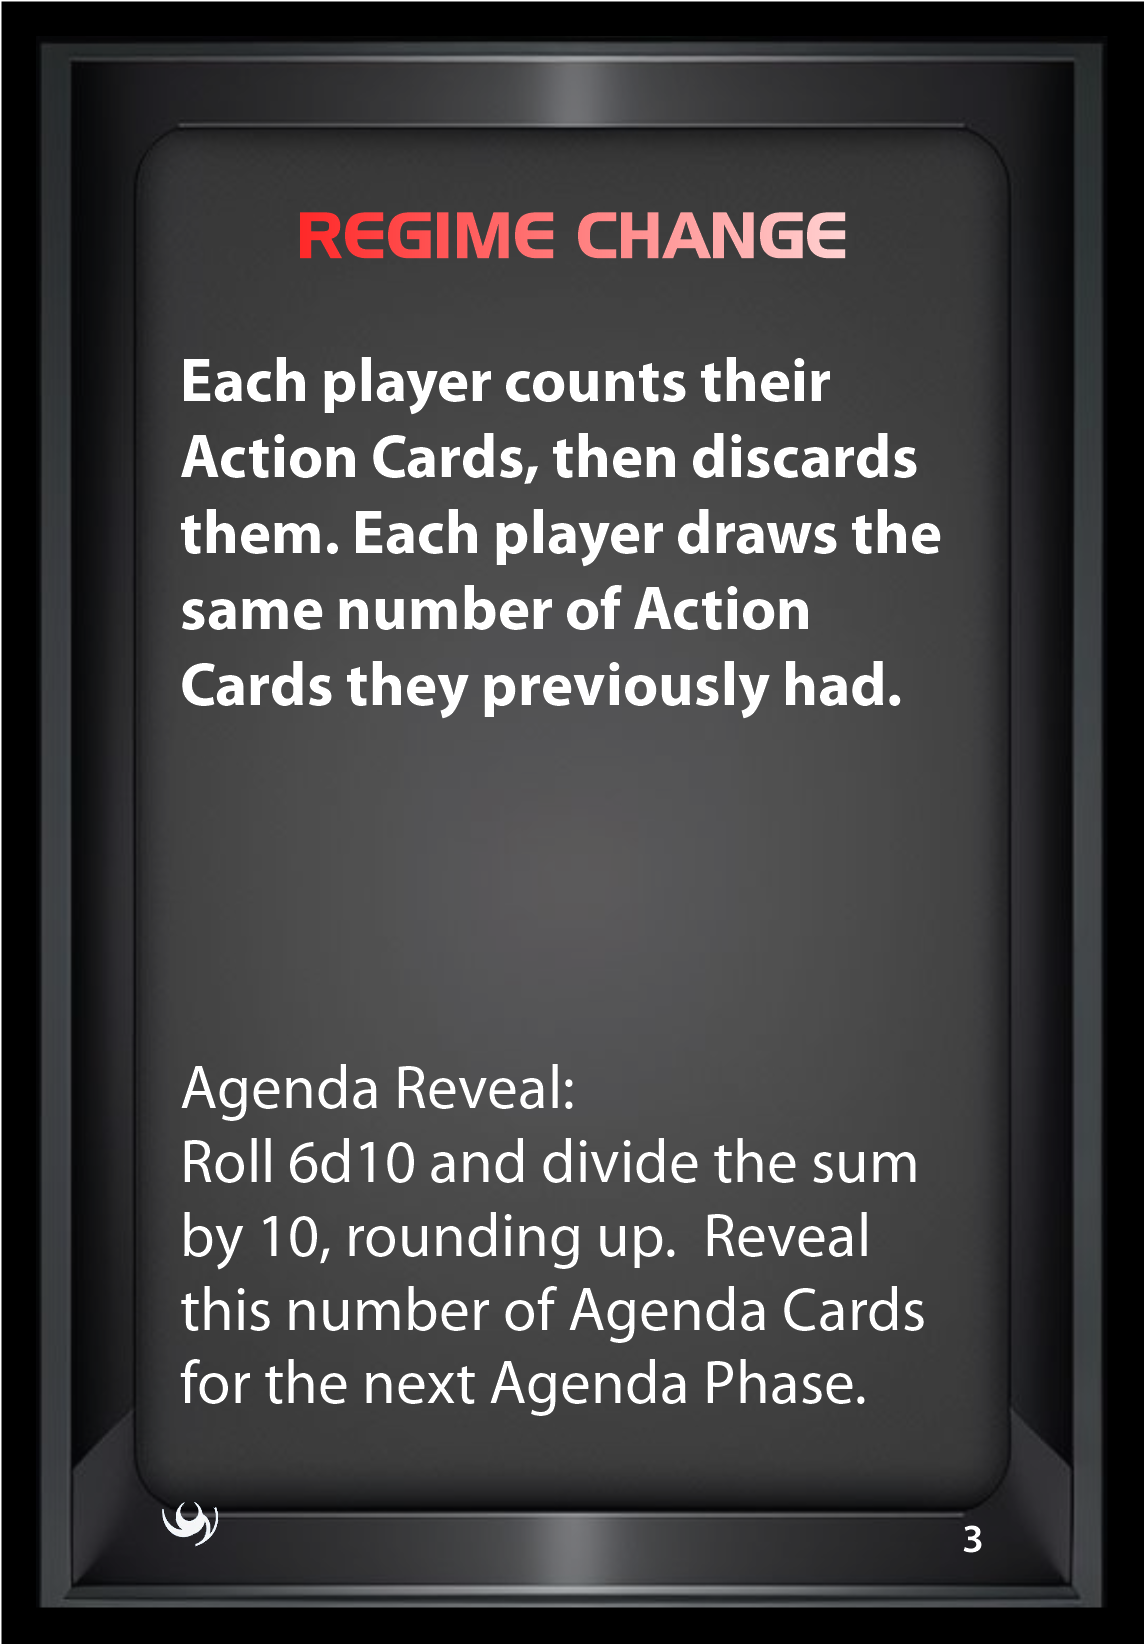 REGIME CHANGE
Each player counts their
Action Cards, then discards
them. Each player draws the
same number of Action
Cards they previously had.
Agenda Reveal:
Roll 6d10 and divide the sum
by 10, rounding up.  Reveal
this number of Agenda Cards
for the next Agenda Phase.
3